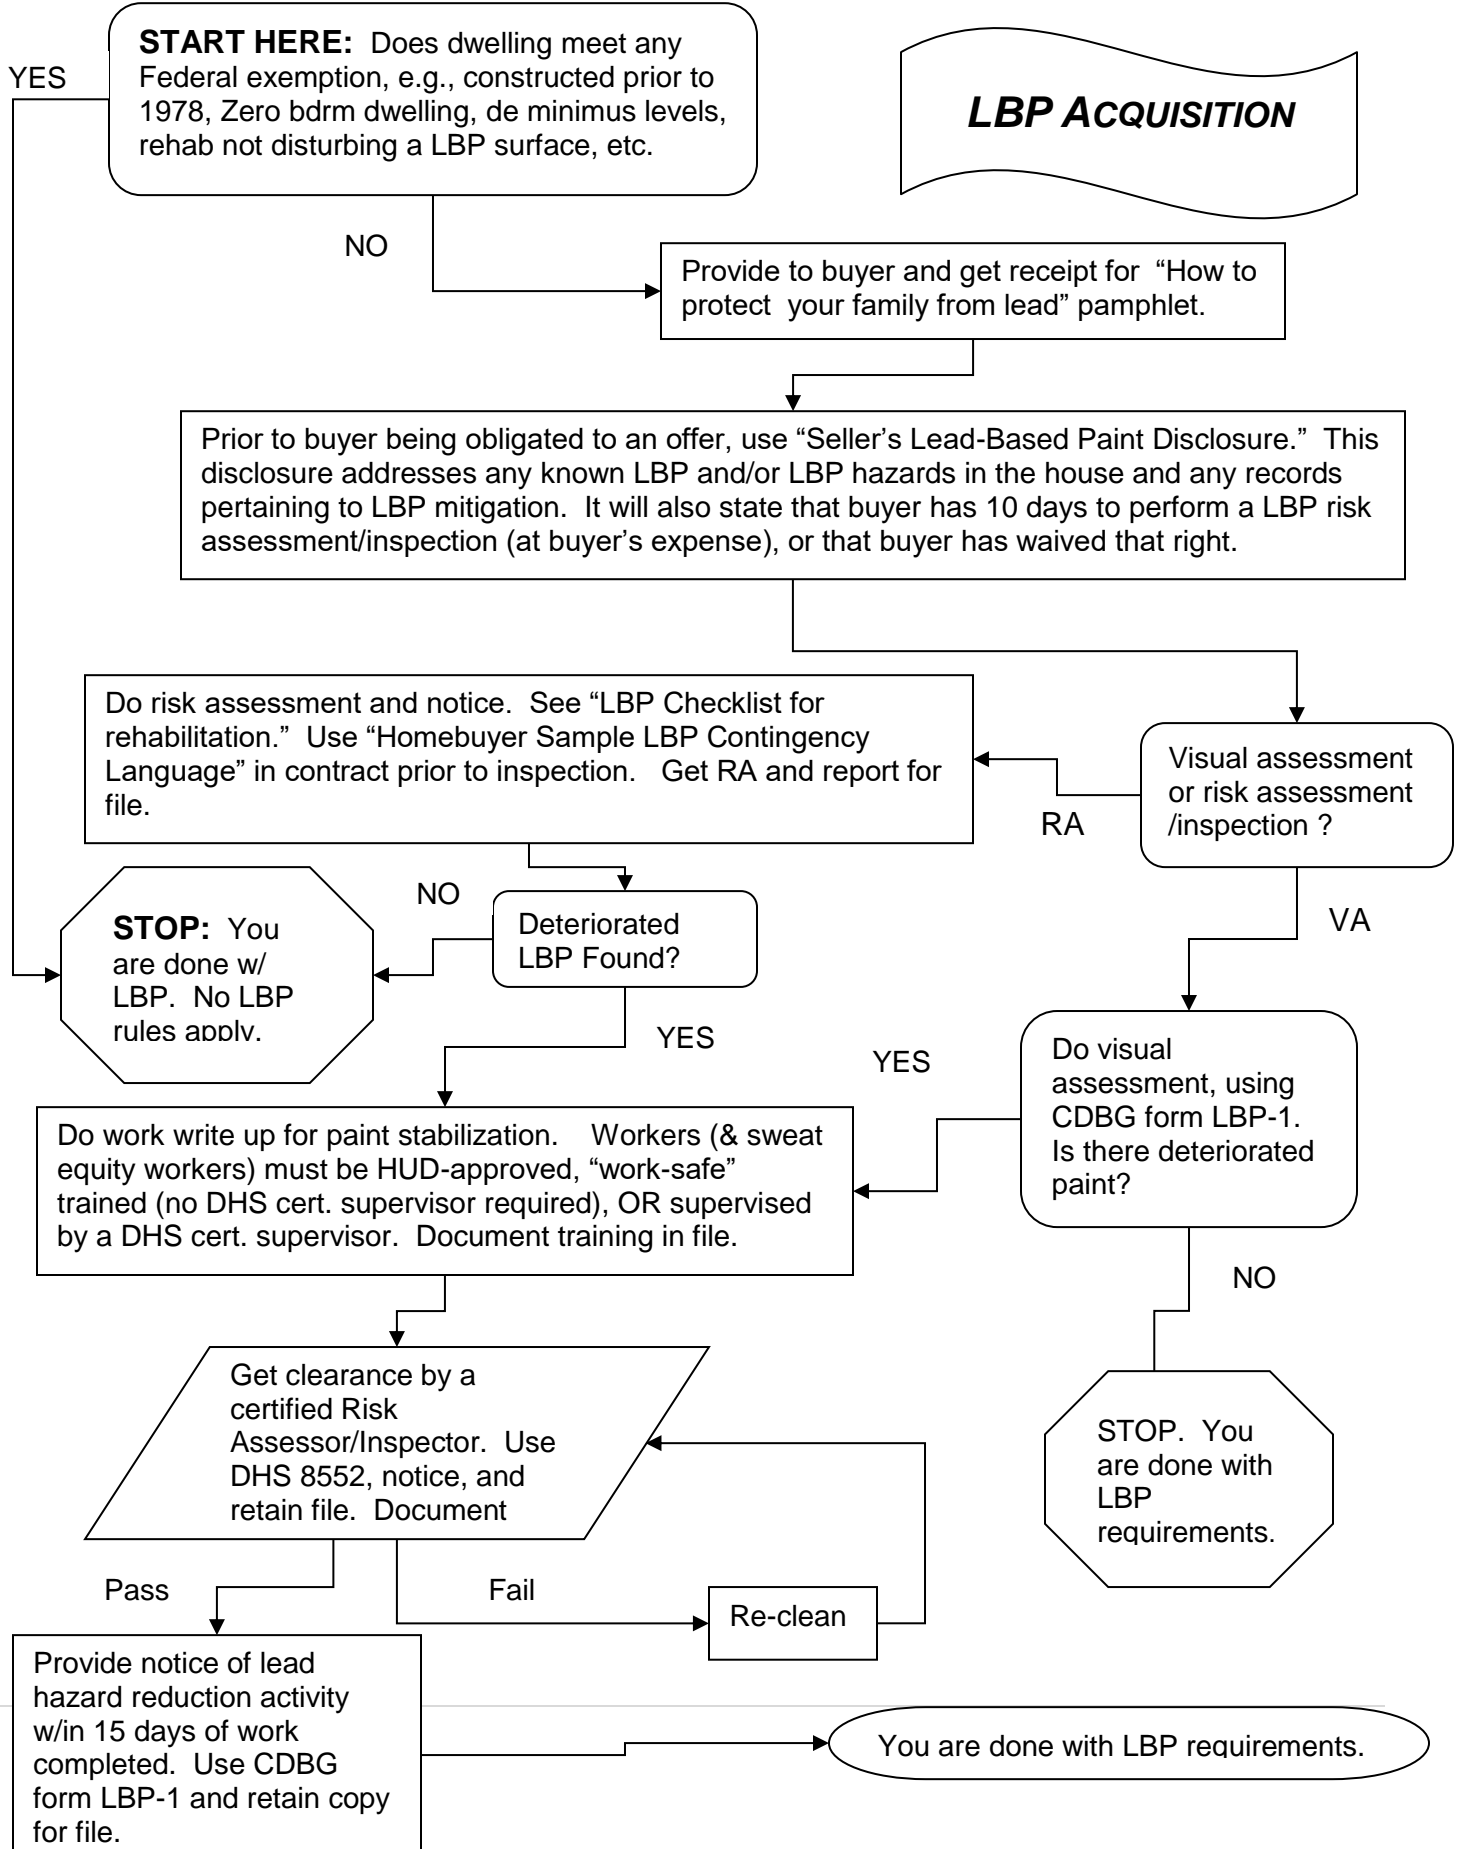 YES
START HERE: Does dwelling meet any
Federal exemption, e.g., constructed prior to
1978, Zero bdrm dwelling, de minimus levels,
rehab not disturbing a LBP surface, etc.
LBP ACQUISITION
NO
Provide to buyer and get receipt for “How to
protect your family from lead” pamphlet.
Prior to buyer being obligated to an offer, use “Seller’s Lead-Based Paint Disclosure.” This
disclosure addresses any known LBP and/or LBP hazards in the house and any records
pertaining to LBP mitigation. It will also state that buyer has 10 days to perform a LBP risk
assessment/inspection (at buyer’s expense), or that buyer has waived that right.
Do risk assessment and notice. See “LBP Checklist for
rehabilitation.” Use “Homebuyer Sample LBP Contingency
Language” in contract prior to inspection. Get RA and report for
file.
Visual assessment
or risk assessment
/inspection ?
RA
VA
NO
Deteriorated
LBP Found?
STOP: You
are done w/
LBP. No LBP
rules apply.
YES
YES
Do visual
assessment, using
CDBG form LBP-1.
Is there deteriorated
paint?
Do work write up for paint stabilization. Workers (& sweat
equity workers) must be HUD-approved, “work-safe”
trained (no DHS cert. supervisor required), OR supervised
by a DHS cert. supervisor. Document training in file.
NO
Get clearance by a
certified Risk
Assessor/Inspector. Use
DHS 8552, notice, and
retain file. Document
STOP. You
are done with
LBP
requirements.
Pass
Fail
Re-clean
Provide notice of lead
hazard reduction activity
w/in 15 days of work
completed. Use CDBG
form LBP-1 and retain copy
for file.
You are done with LBP requirements.